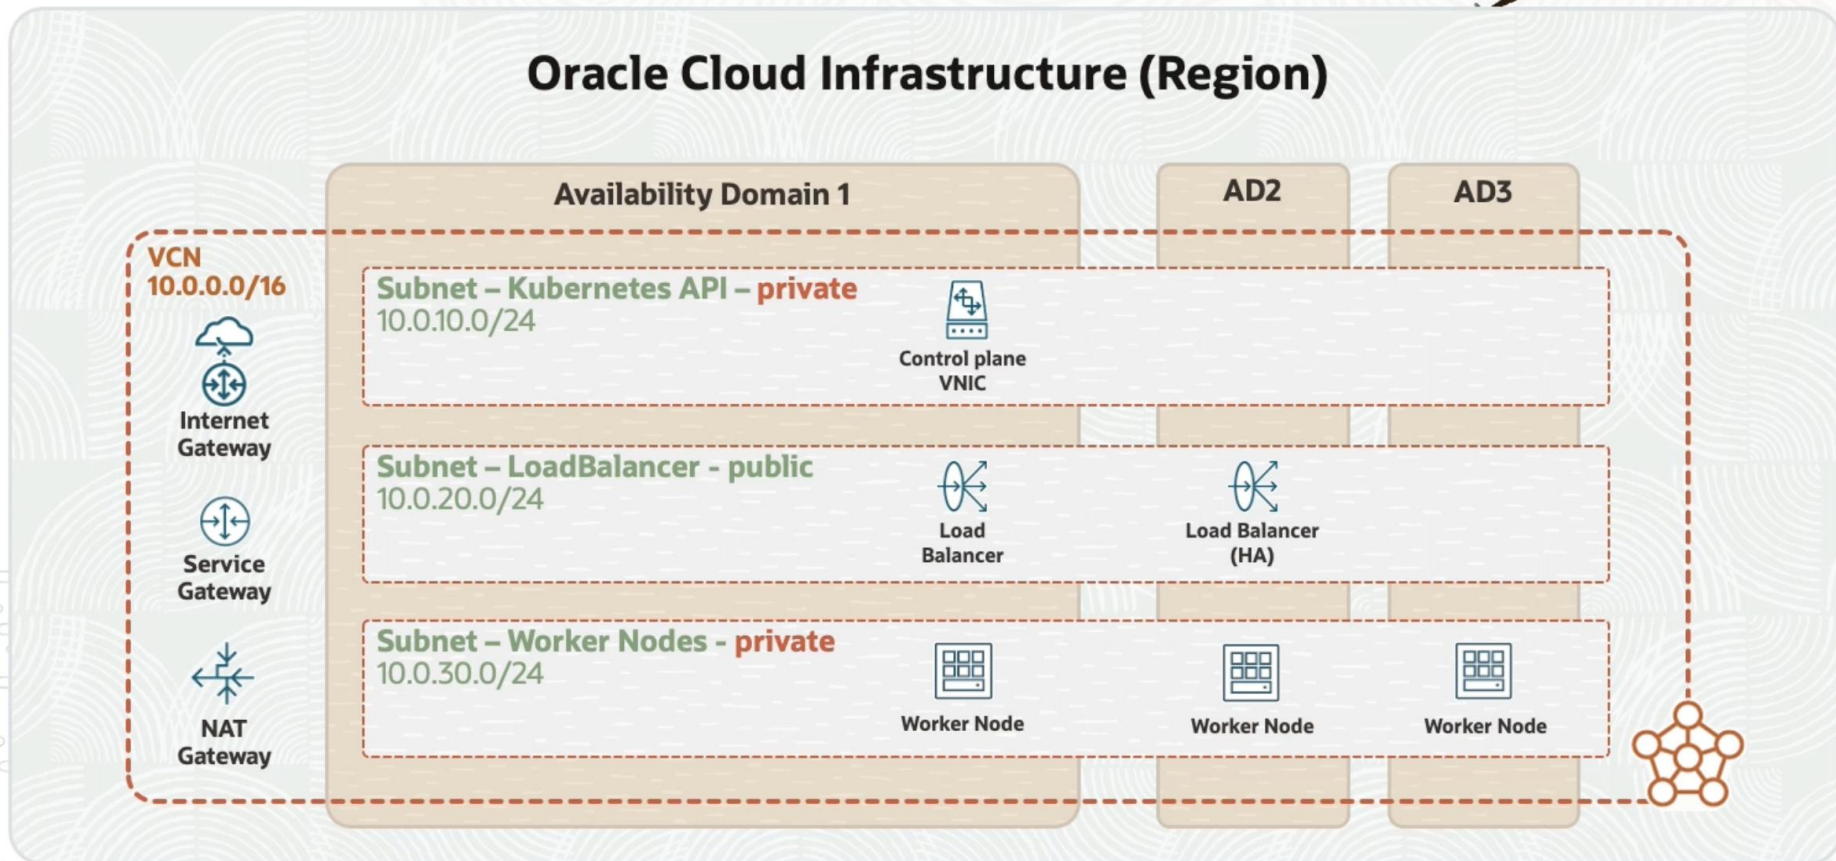 Oracle Cloud Infrastructure (Region)
Availability Domain 1
AD2
AD3
VCN
10.0.0.0/16
Internet
Gateway
Service
Gateway
NAT
Gateway
Subnet – Kubernetes API – private
10.0.10.0/24
Control plane
VNIC
Subnet – LoadBalancer - public
10.0.20.0/24
Load
Balancer
Load Balancer
(HA)
Subnet – Worker Nodes - private
10.0.30.0/24
Worker Node
Worker Node
Worker Node